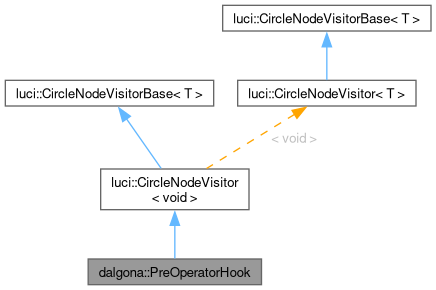 luci::CircleNodeVisitorBase< T >
luci::CircleNodeVisitorBase< T >
luci::CircleNodeVisitor< T >
< void >
luci::CircleNodeVisitor
< void >
dalgona::PreOperatorHook